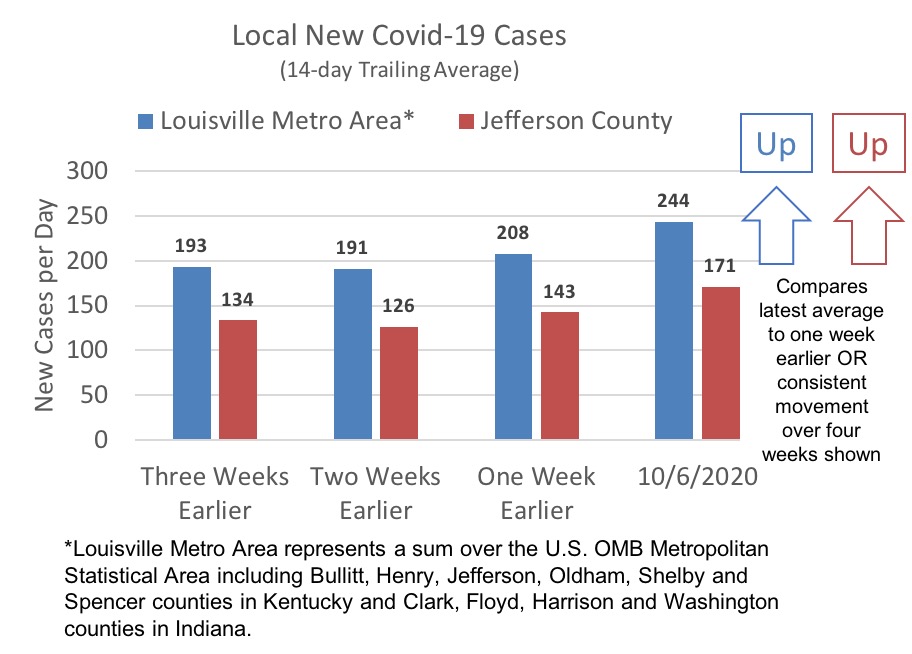 Local New Covid-19 Cases
(14-day Trailing Average)
Louisville Metro Area*
Jefferson County
Up
Up
New Cases per Day
300
250
200
150
100
50
0
193
134
191
126
208
143
244
171
Three Weeks
Earlier
Two Weeks
Earlier
One Week
Earlier
10/6/2020
Compares
latest average
to one week
earlier OR
consistent
movement
over four
weeks shown
*Louisville Metro Area represents a sum over the U.S. OMB Metropolitan
Statistical Area including Bullitt, Henry, Jefferson, Oldham, Shelby and
Spencer counties in Kentucky and Clark, Floyd, Harrison and Washington
counties in Indiana.